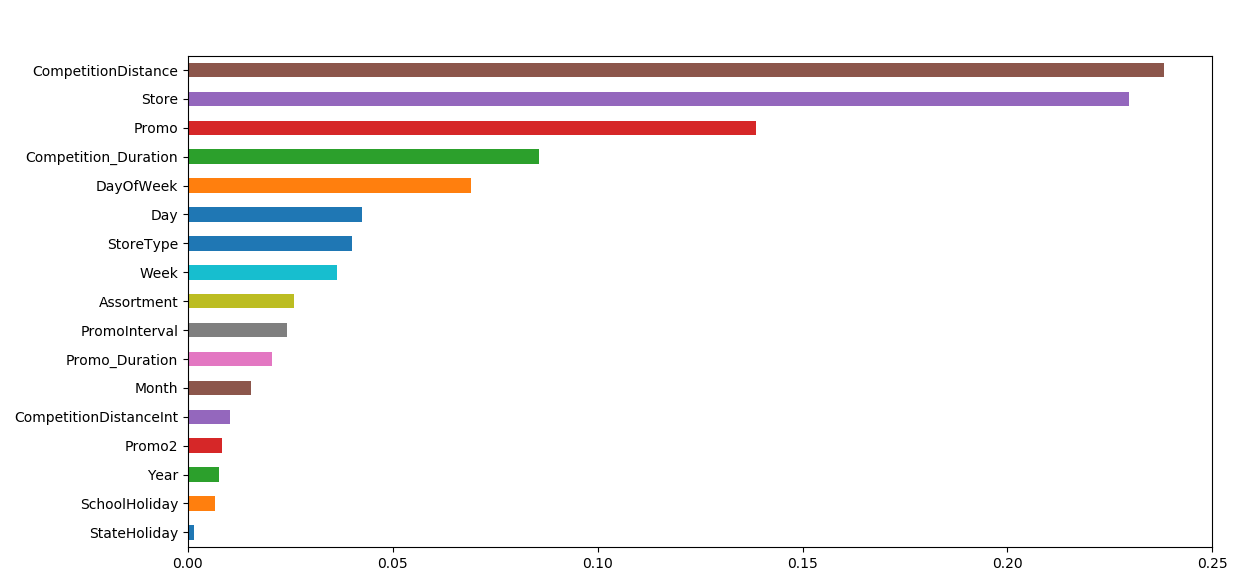 CompetitionDistance
Store
Promo
Competition_Duration
DayOfWeek
Day
StoreType
Week
Assortment
PromoInterval
Promo_Duration
Month
CompetitionDistanceInt
Promo2
Year
SchoolHoliday
StateHoliday
0.00 0.05 0.10 0.15 0.20 0.25